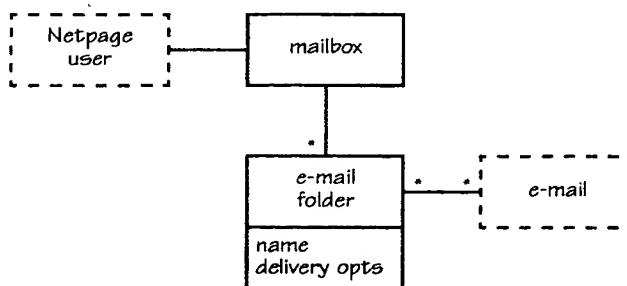 Netpage
user
mailbox
*
e-mail
folder
* *
e-mail
name
delivery opts